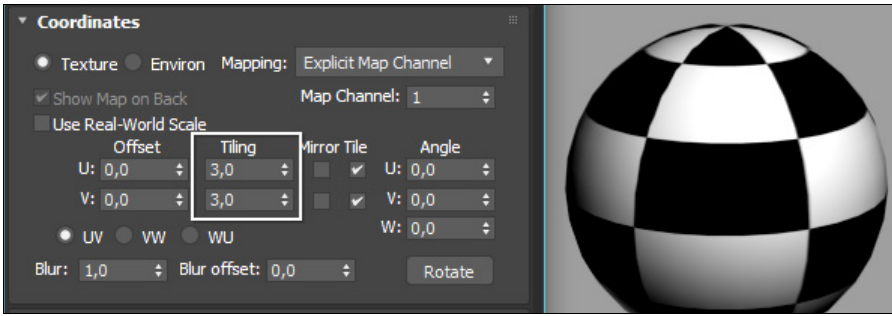 Coordinates
Texture Environ Mapping: Explicit Map Channel
Show Map on Back Map Channel: 1
Use Real-World Scale
Offset Tiling Mirror Tile Angle
U: 0,0 3,0 U: 0,0
V: 0,0 3,0 V: 0,0
UV VW WU W: 0,0
Blur: 1,0 Blur offset: 0,0 Rotate